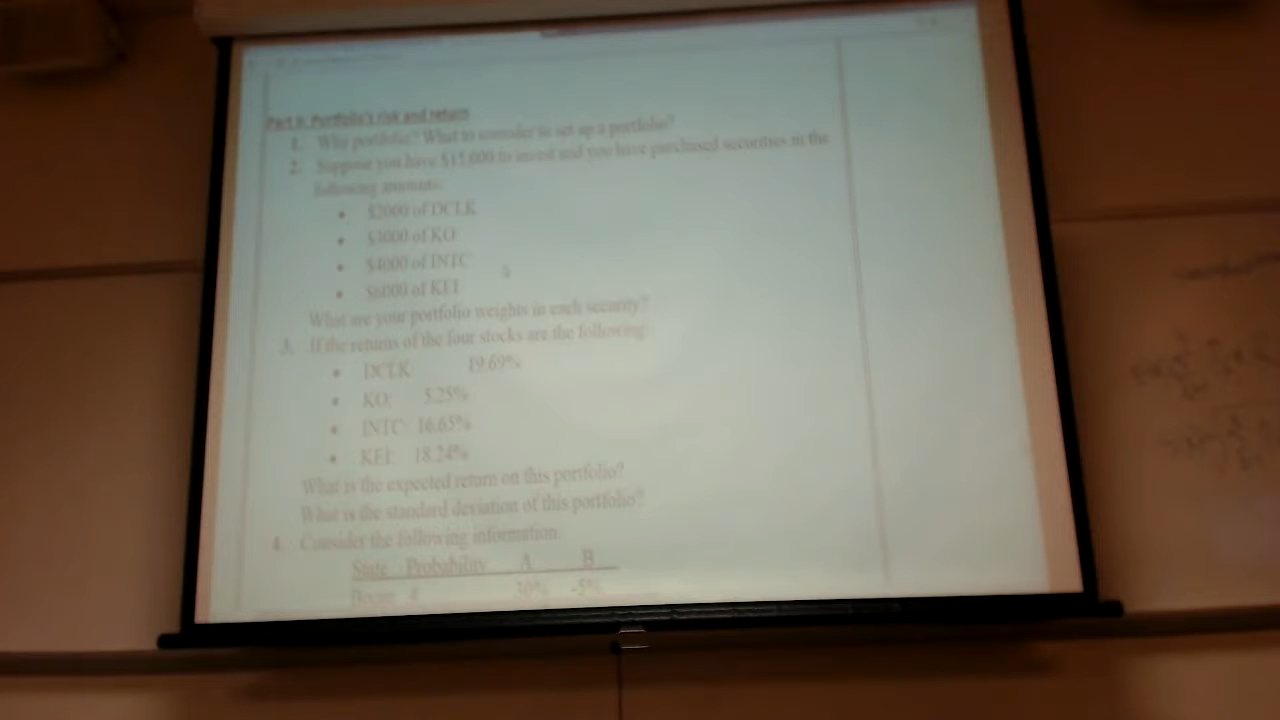 Part II: Portfolio's risk and return
1. Why portfolio? What to consider to set up a portfolio?
2. Suppose you have $15,000 to invest and you have purchased securities in the
following amounts:
• $2000 of DCLK
• $3000 of KO
• $4000 of INTC
• $6000 of KEI
What are your portfolio weights in each security?
3. If the returns of the four stocks are the following:
• DCLK: 19.69%
• KO: 5.25%
• INTC: 16.65%
• KEI: 18.24%
What is the expected return on this portfolio?
What is the standard deviation of this portfolio?
4. Consider the following information:
State Probability A B
Boom .4 30% -5%